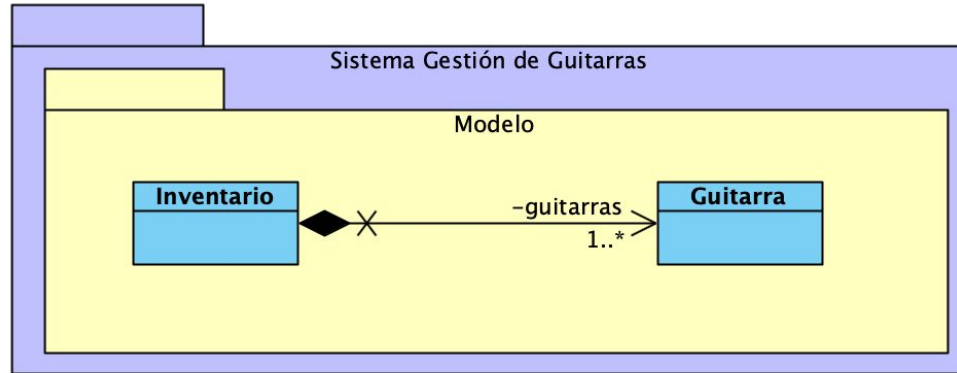 Sistema Gestión de Guitarras
Modelo
Inventario
-guitarras
1..*
Guitarra